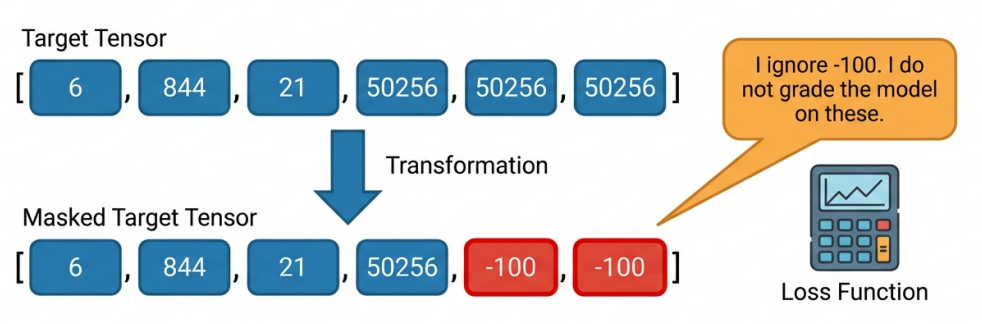 Target Tensor
[ 6 , 844 , 21 , 50256 , 50256 , 50256 ]
I ignore -100. I do
not grade the model
on these.
Transformation
Masked Target Tensor
[ 6 , 844 , 21 , 50256 , -100 , -100 ]
Loss Function